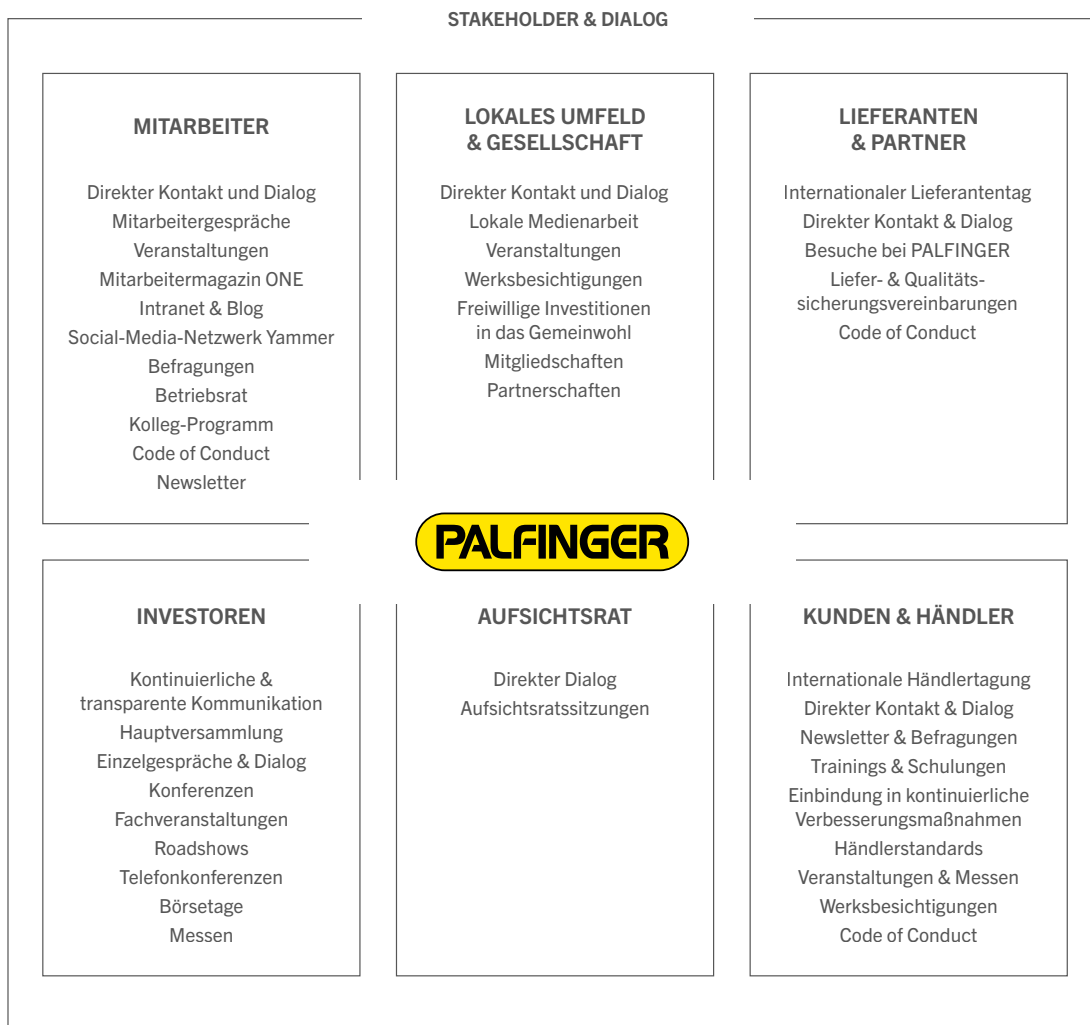 STAKEHOLDER & DIALOG
MITARBEITER
Direkter Kontakt und Dialog
Mitarbeitergespräche
Veranstaltungen
Mitarbeitermagazin ONE
Intranet & Blog
Social-Media-Netzwerk Yammer
Befragungen
Betriebsrat
Kolleg-Programm
Code of Conduct
Newsletter
LOKALES UMFELD
& GESELLSCHAFT
Direkter Kontakt und Dialog
Lokale Medienarbeit
Veranstaltungen
Werksbesichtigungen
Freiwillige Investitionen
in das Gemeinwohl
Mitgliedschaften
Partnerschaften
LIEFERANTEN
& PARTNER
Internationaler Lieferantentag
Direkter Kontakt & Dialog
Besuche bei PALFINGER
Liefer- & Qualitäts-
sicherungsvereinbarungen
Code of Conduct
PALFINGER
INVESTOREN
Kontinuierliche &
transparente Kommunikation
Hauptversammlung
Einzelgespräche & Dialog
Konferenzen
Fachveranstaltungen
Roadshows
Telefonkonferenzen
Börsetage
Messen
AUFSICHTSRAT
Direkter Dialog
Aufsichtsratssitzungen
KUNDEN & HÄNDLER
Internationale Händlertagung
Direkter Kontakt & Dialog
Newsletter & Befragungen
Trainings & Schulungen
Einbindung in kontinuierliche
Verbesserungsmaßnahmen
Händlerstandards
Veranstaltungen & Messen
Werksbesichtigungen
Code of Conduct